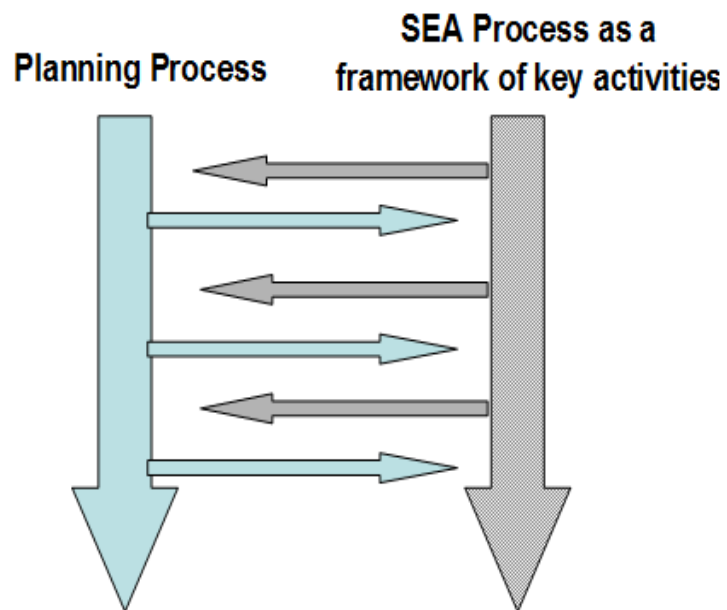 Planning Process
SEA Process as a
framework of key activities